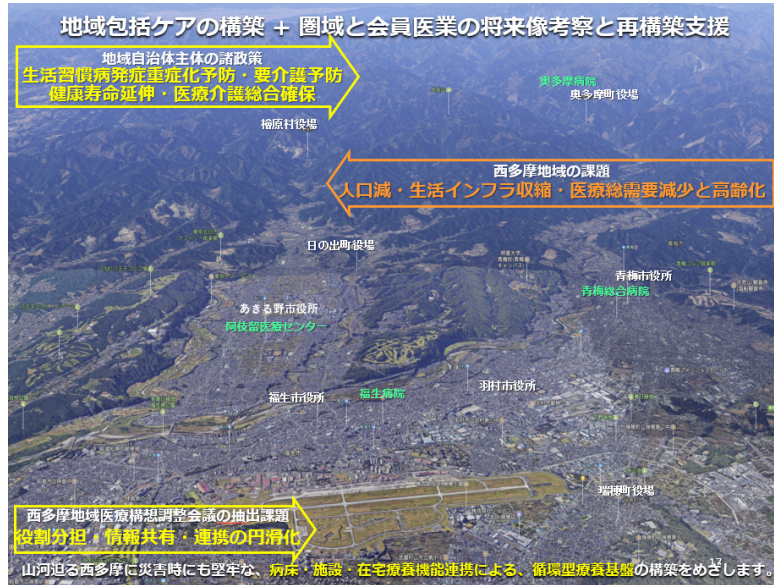 地域包括ケアの構築 + 圏域と会員医業の将来像考察と再構築支援
地域自治体主体の諸政策
生活習慣病発症重症化予防・要介護予防
健康寿命延伸・医療介護総合確保
奥多摩病院
奥多摩町役場
檜原村役場
西多摩地域の課題
人口減・生活インフラ収縮・医療総需要減少と高齢化
日の出町役場
青梅市役所
青梅総合病院
あきる野市役所
阿伎留医療センター
羽村市役所
福生市役所
福生病院
瑞穂町役場
西多摩地域医療構想調整会議の抽出課題
役割分担・情報共有・連携の円滑化
17
山河迫る西多摩に災害時にも堅牢な、病床・施設・在宅療養機能連携による、循環型療養基盤の構築をめざします。